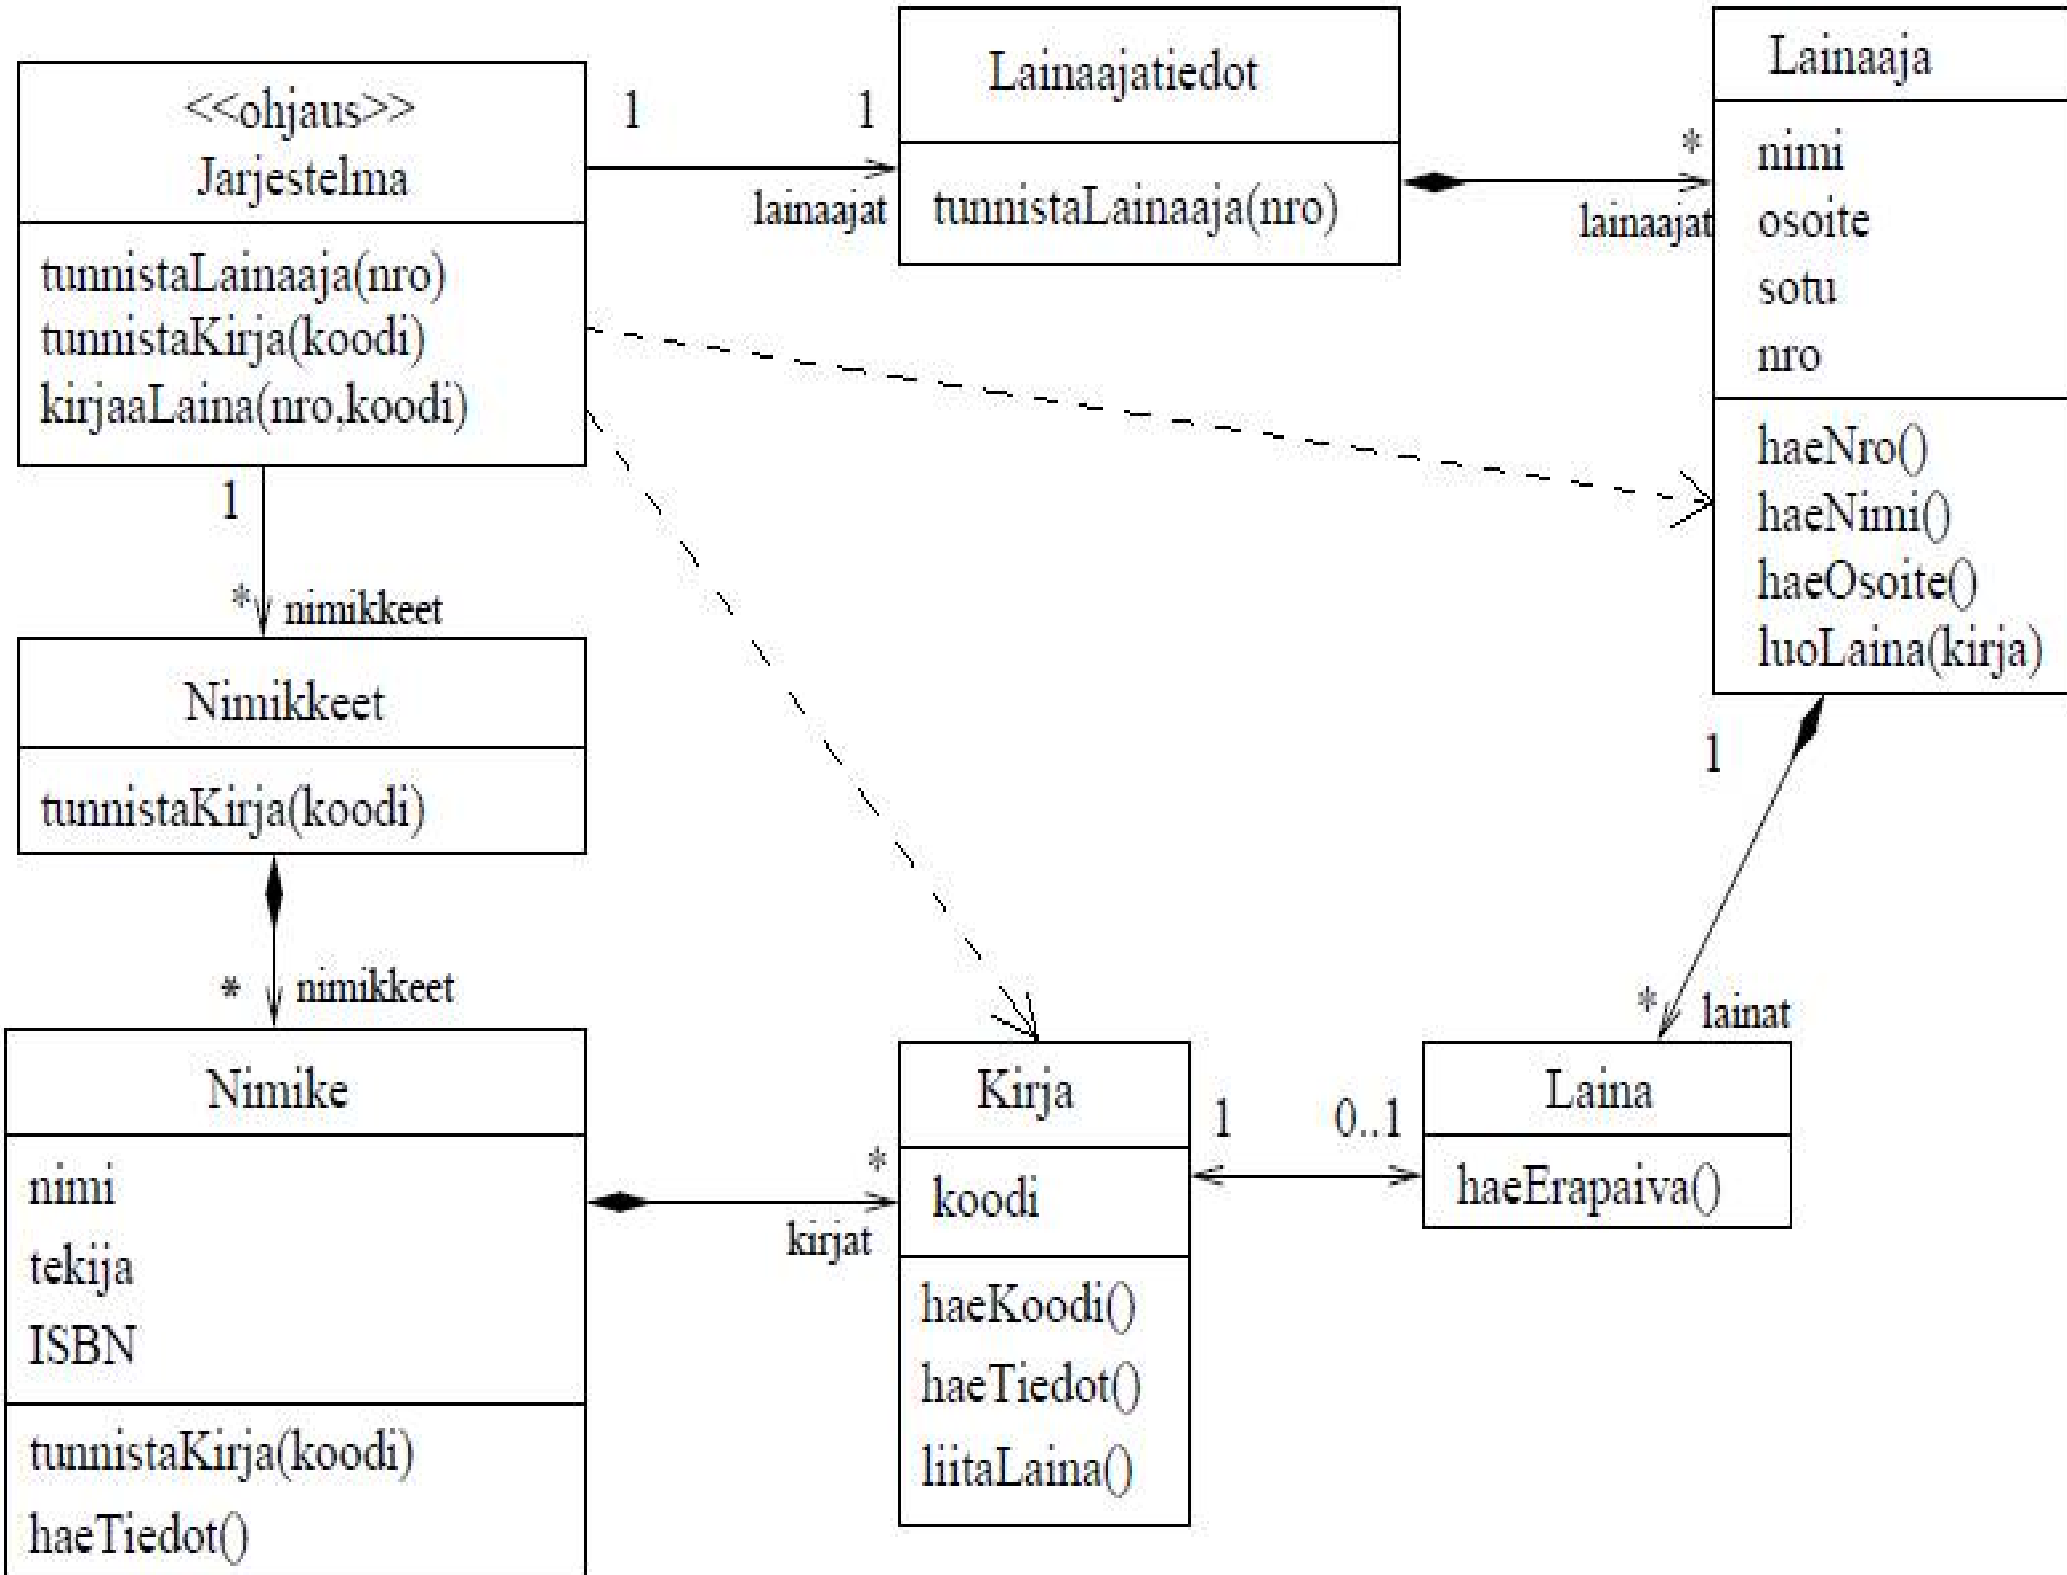 <<ohjaus>>
Jarjestelma
tunnistaLainaaja(nro)
tunnistaKirja(koodi)
kirjaaLaina(nro,koodi)
1
1
lainaajat
Lainaajatiedot
tunnistaLainaaja(nro)
*
lainaajat
Lainaaja
nimi
osoite
sotu
nro
haeNro()
haeNimi()
haeOsoite()
luoLaina(kirja)
1
* nimikkeet
Nimikkeet
tunnistaKirja(koodi)
* nimikkeet
Nimike
nimi
tekija
ISBN
tunnistaKirja(koodi)
haeTiedot()
*
kirjat
Kirja
koodi
haeKoodi()
haeTiedot()
liitaLaina()
1
0..1
1
* lainat
Laina
haeErapaiva()